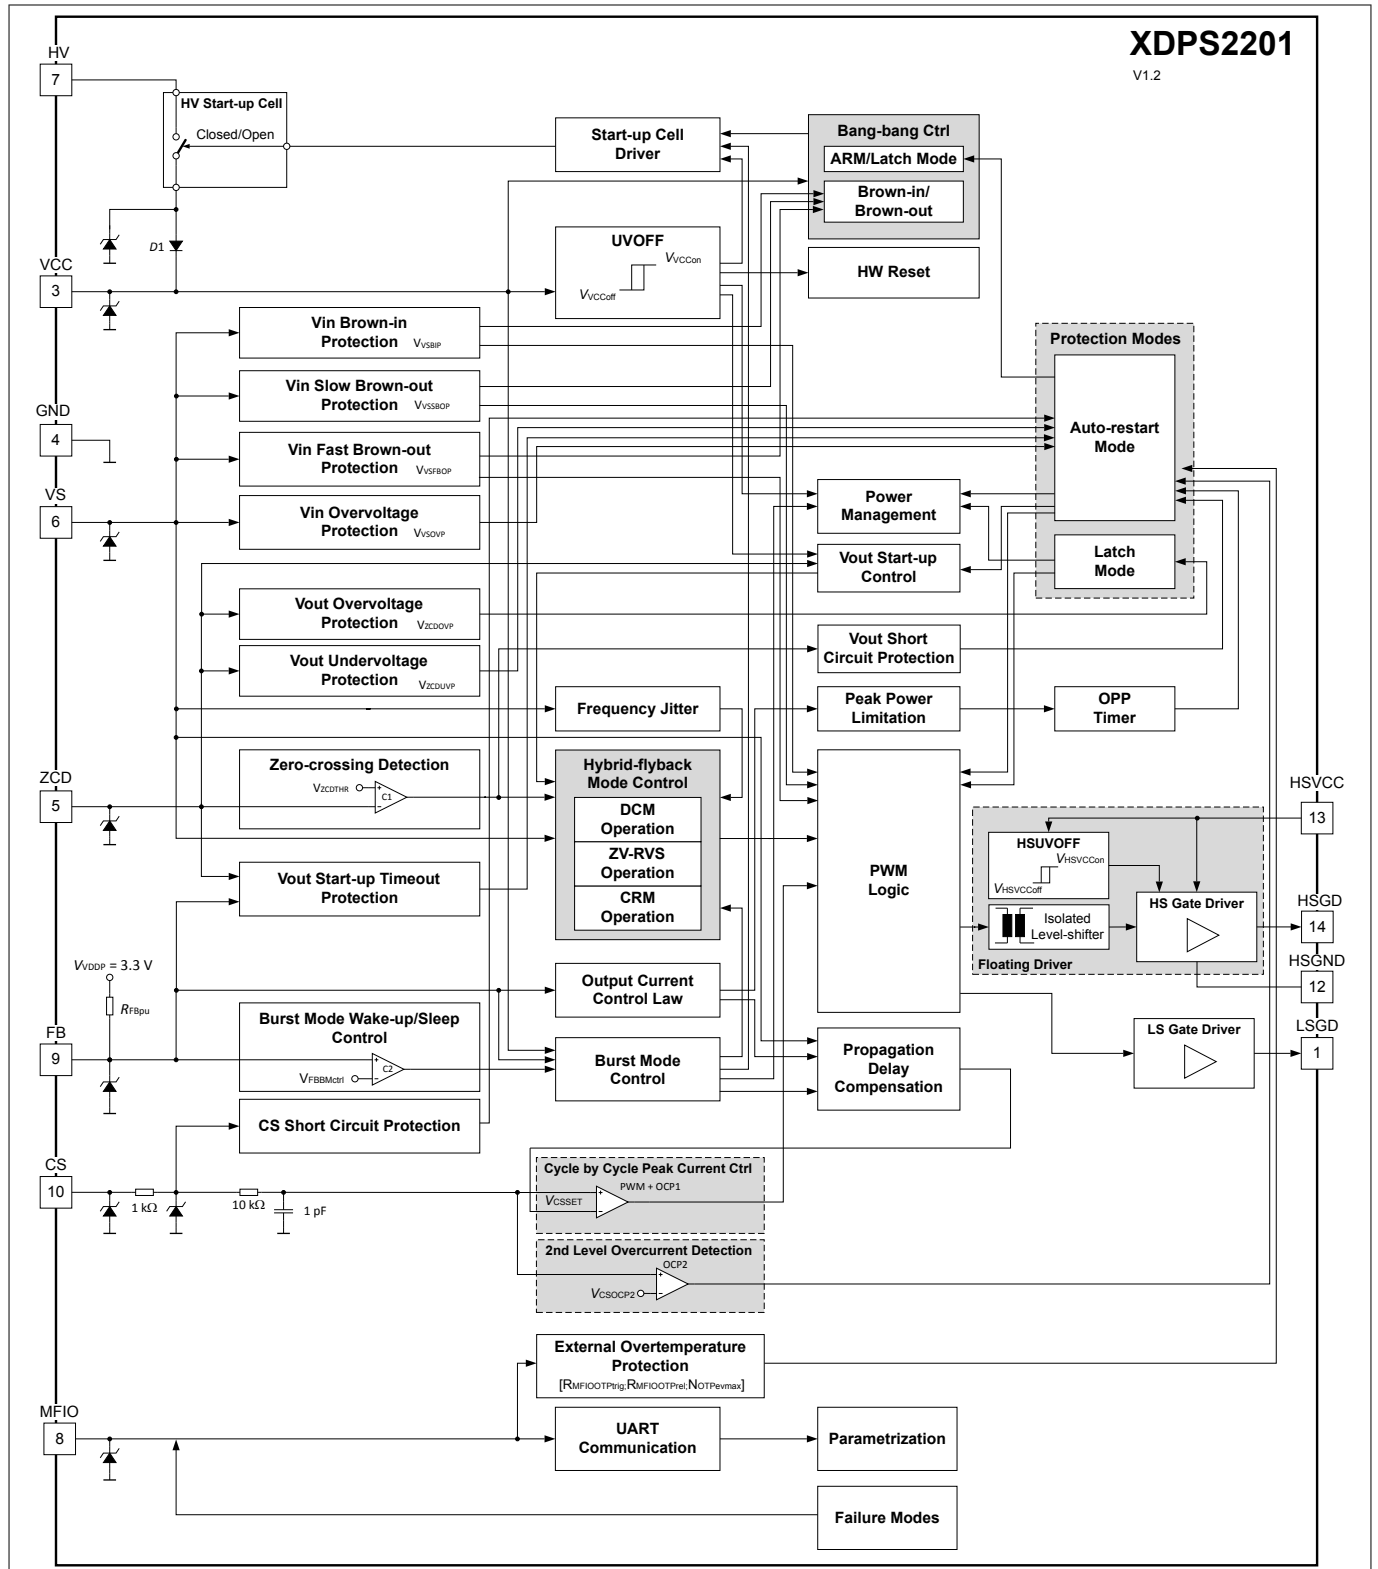 XDPS2201
V1.2
HV
7
HV Start-up Cell
Closed/Open
Start-up Cell
Driver
Bang-bang Ctrl
ARM/Latch Mode
Brown-in/
Brown-out
D1
UVOFF
VVCCon
VVCCoff
HW Reset
VCC
3
Vin Brown-in
Protection VVSBIP
Protection Modes
Vin Slow Brown-out
Protection VVSSBOP
Auto-restart
Mode
GND
4
Vin Fast Brown-out
Protection VVSFBOP
VS
6
Vin Overvoltage
Protection VVSOVP
Power
Management
Vout Start-up
Control
Latch
Mode
Vout Overvoltage
Protection VZCDOVP
Vout Undervoltage
Protection VZCDUVP
Vout Short
Circuit Protection
Frequency Jitter
Peak Power
Limitation
OPP
Timer
Zero-crossing Detection
VZCDTHR
C1
Hybrid-flyback
Mode Control
DCM
Operation
ZV-RVS
Operation
CRM
Operation
ZCD
5
PWM
Logic
HSVCC
13
HSUVOFF
VHSVCCon
VHSVCCoff
Vout Start-up Timeout
Protection
Isolated
Level-shifter
HS Gate Driver
HSGD
14
Floating Driver
HSGND
12
VVDDP = 3.3 V
RFBpu
Output Current
Control Law
FB
9
Burst Mode Wake-up/Sleep
Control
C2
VFBBMctrl
Burst Mode
Control
Propagation
Delay
Compensation
LS Gate Driver
LSGD
1
CS Short Circuit Protection
CS
10
1 kΩ
10 kΩ
1 pF
Cycle by Cycle Peak Current Ctrl
PWM + OCP1
VCSSET
2nd Level Overcurrent Detection
OCP2
VCSOCP2
External Overtemperature
Protection
[RMFIOOTPtrig;RMFIOOTPrel;NOTPevmax]
MFIO
8
UART
Communication
Parametrization
Failure Modes